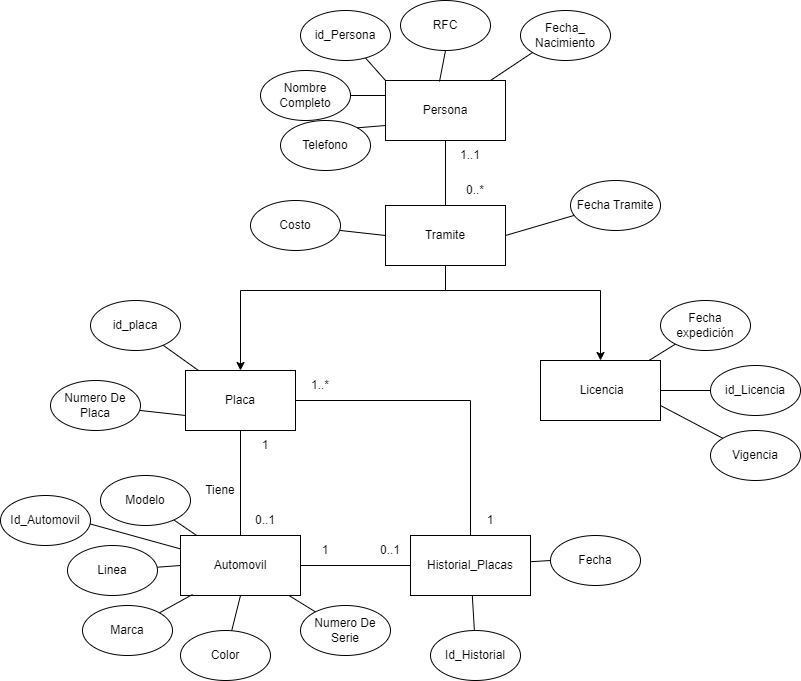 RFC
id_Persona
Fecha_
Nacimiento
Nombre
Completo
Persona
Telefono
1..1
0..*
Fecha Tramite
Costo
Tramite
id_placa
Fecha
expedición
1..*
Placa
Licencia
id_Licencia
Numero De
Placa
1
Vigencia
Tiene
Modelo
Id_Automovil
0..1
1
1
0..1
Linea
Automovil
Historial_Placas
Fecha
Marca
Numero De
Serie
Color
Id_Historial